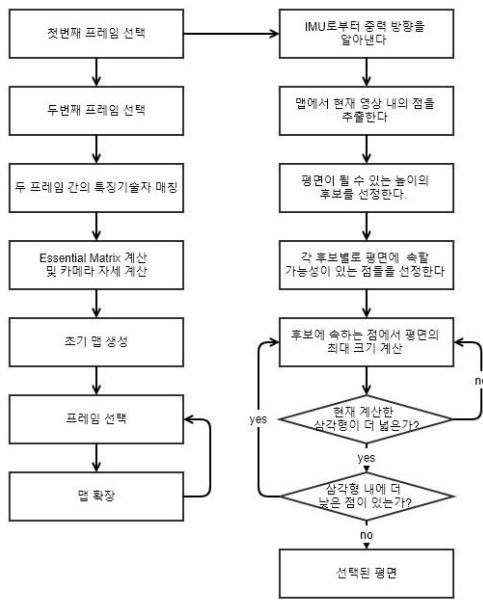 첫번째 프레임 선택
두번째 프레임 선택
두 프레임 간의 특징기술자 매칭
Essential Matrix 계산
및 카메라 자세 계산
초기 맵 생성
프레임 선택
맵 확장
IMU로부터 중력 방향을
알아낸다
맵에서 현재 영상 내의 점을
추출한다
평면이 될 수 있는 높이의
후보를 선정한다.
각 후보별로 평면에 속할
가능성이 있는 점들을 선정한다
후보에 속하는 점에서 평면의
최대 크기 계산
no
현재 계산한
삼각형이 더 넓은가?
yes
yes
삼각형 내에 더
낮은 점이 있는가?
no
선택된 평면